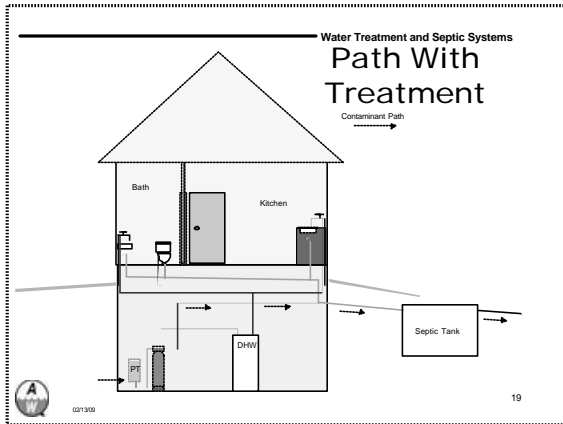 Water Treatment and Septic Systems
Path With
Treatment
Contaminant Path
Bath
Kitchen
Septic Tank
DHW
PT
A
W
02/13/09
19